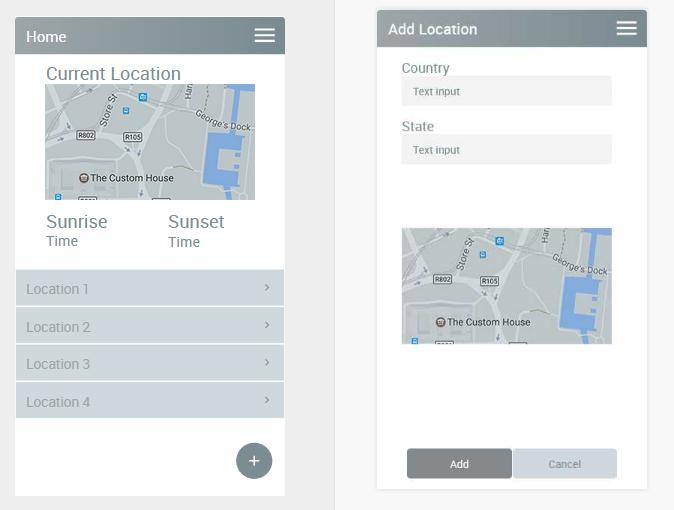 Home
Current Location
Store St
Har
George's Dock
R802
R105
The Custom House
Sunrise
Sunset
Time
Time
Location 1
Location 2
Location 3
Location 4
+
Add Location
Country
Text input
State
Text input
Store St
Har
George's Dock
R802
R105
The Custom House
Add
Cancel